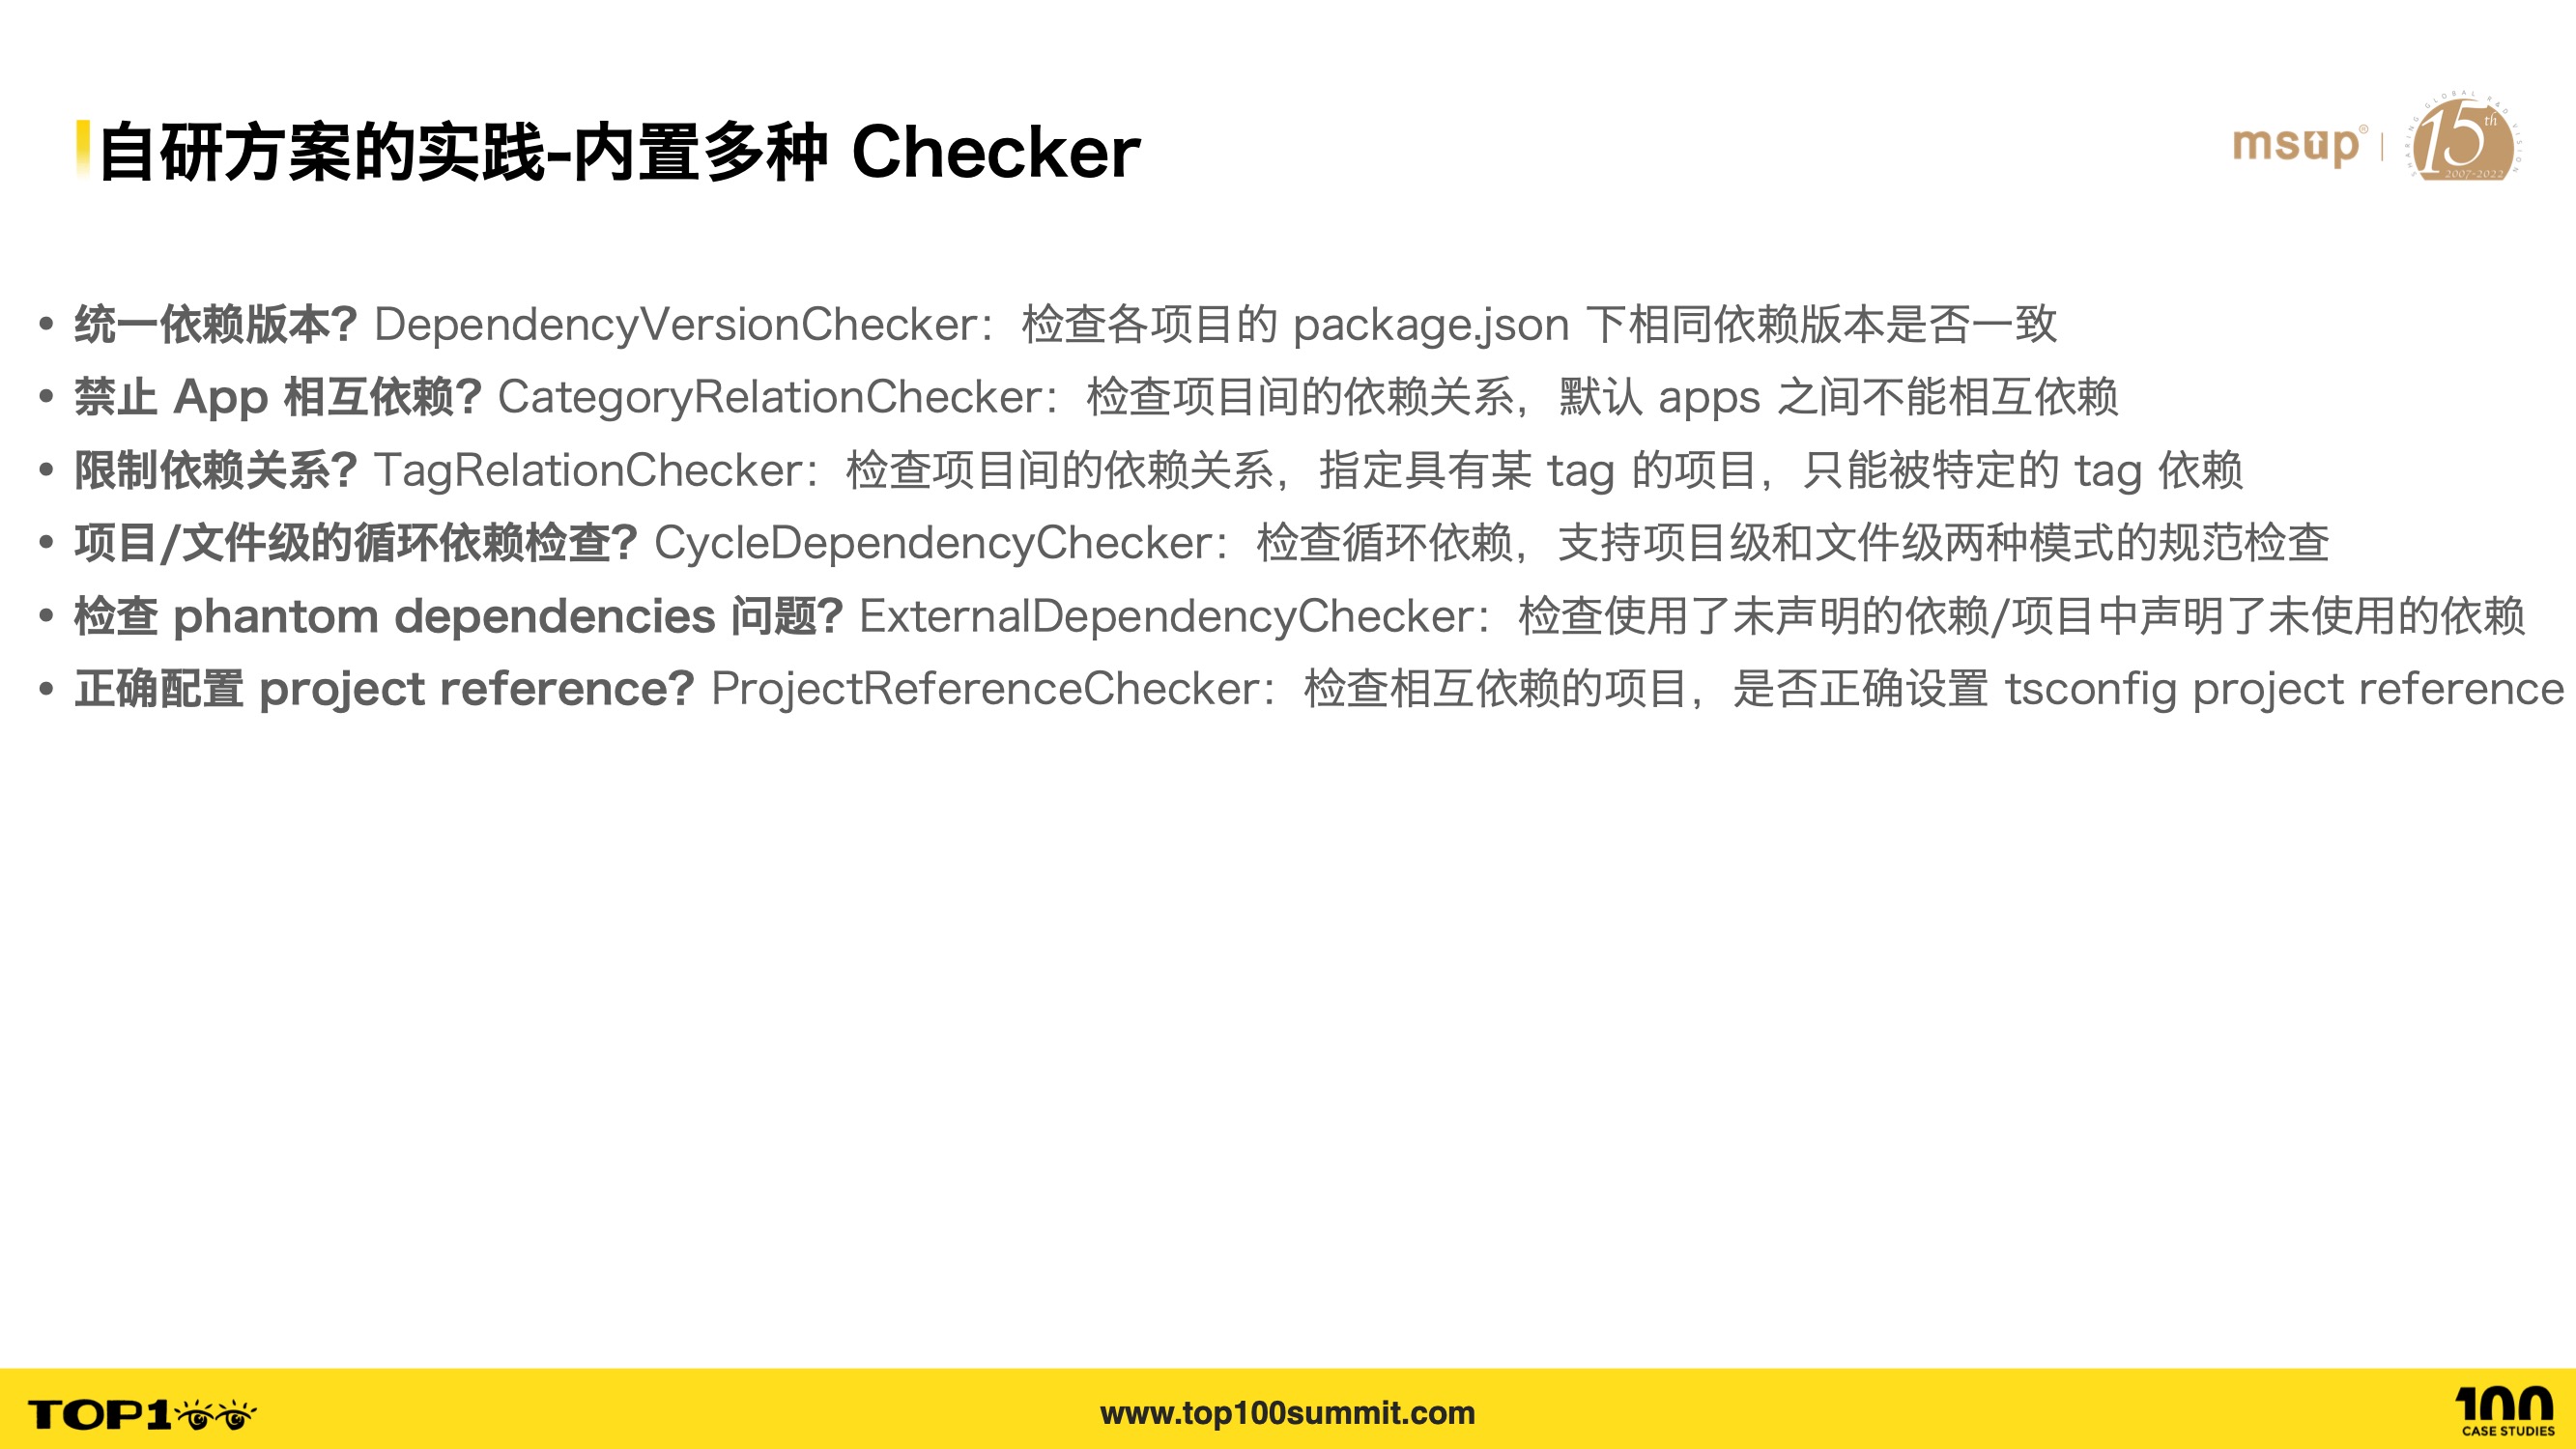 自研方案的实践-内置多种 Checker
msup®
SHARING GLOBAL R&D VISION
15th
2007-2022
• 统一依赖版本？DependencyVersionChecker：检查各项目的 package.json 下相同依赖版本是否一致
• 禁止 App 相互依赖？CategoryRelationChecker：检查项目间的依赖关系，默认 apps 之间不能相互依赖
• 限制依赖关系？TagRelationChecker：检查项目间的依赖关系，指定具有某 tag 的项目，只能被特定的 tag 依赖
• 项目/文件级的循环依赖检查？CycleDependencyChecker：检查循环依赖，支持项目级和文件级两种模式的规范检查
• 检查 phantom dependencies 问题？ExternalDependencyChecker：检查使用了未声明的依赖/项目中声明了未使用的依赖
• 正确配置 project reference？ProjectReferenceChecker：检查相互依赖的项目，是否正确设置 tsconfig project reference
TOP100
www.top100summit.com
100
CASE STUDIES